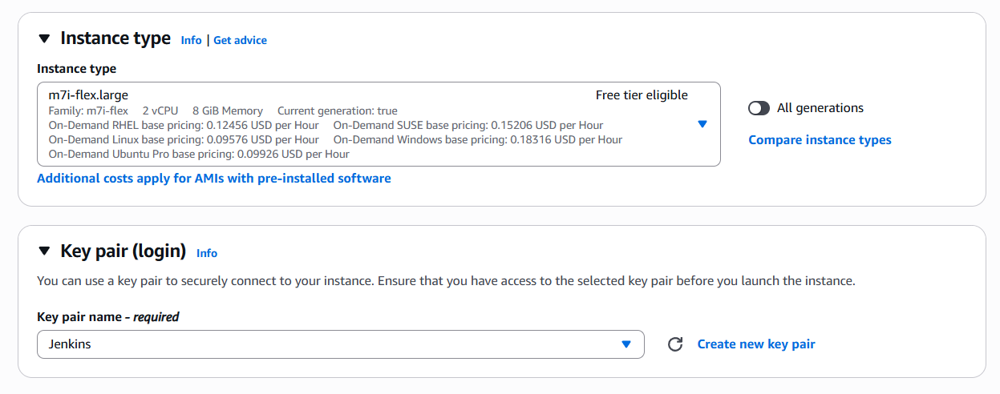 Instance type Info | Get advice
Instance type
m7i-flex.large Free tier eligible
Family: m7i-flex 2 vCPU 8 GiB Memory Current generation: true
On-Demand RHEL base pricing: 0.12456 USD per Hour On-Demand SUSE base pricing: 0.15206 USD per Hour
On-Demand Linux base pricing: 0.09576 USD per Hour On-Demand Windows base pricing: 0.18316 USD per Hour
On-Demand Ubuntu Pro base pricing: 0.09926 USD per Hour
All generations
Compare instance types
Additional costs apply for AMIs with pre-installed software
Key pair (login) Info
You can use a key pair to securely connect to your instance. Ensure that you have access to the selected key pair before you launch the instance.
Key pair name - required
Jenkins
Create new key pair